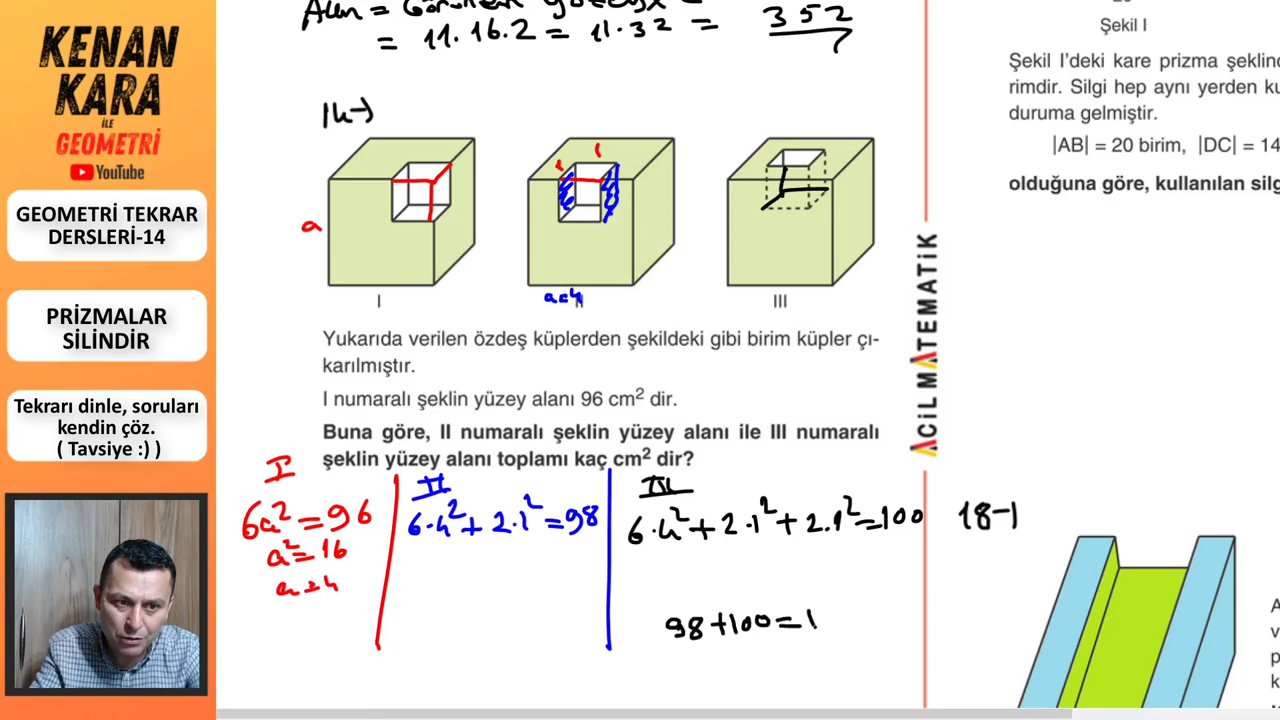 KENAN
KARA
İLE
GEOMETRİ
YouTube
GEOMETRİ TEKRAR
DERSLERİ-14
PRİZMALAR
SİLİNDİR
Tekrarı dinle, soruları
kendin çöz.
( Tavsiye :) )
= 11.16.2 = 11.32 = 352
a
1
1
a=4
I
II
III
Yukarıda verilen özdeş küplerden şekildeki gibi birim küpler çı-
karılmıştır.
I numaralı şeklin yüzey alanı 96 cm² dir.
Buna göre, II numaralı şeklin yüzey alanı ile III numaralı
şeklin yüzey alanı toplamı kaç cm² dir?
I
6a² = 96
a² = 16
a = 4
II
6.4² + 2.1² = 98
III
6.4² + 2.1² + 2.1² = 100
98 + 100 = 1
ACİL MATEMATİK
Şekil I
Şekil I'deki kare prizma şeklind
rimdir. Silgi hep aynı yerden ku
duruma gelmiştir.
|AB| = 20 birim, |DC| = 14
olduğuna göre, kullanılan silg
18→
A
v
p
k